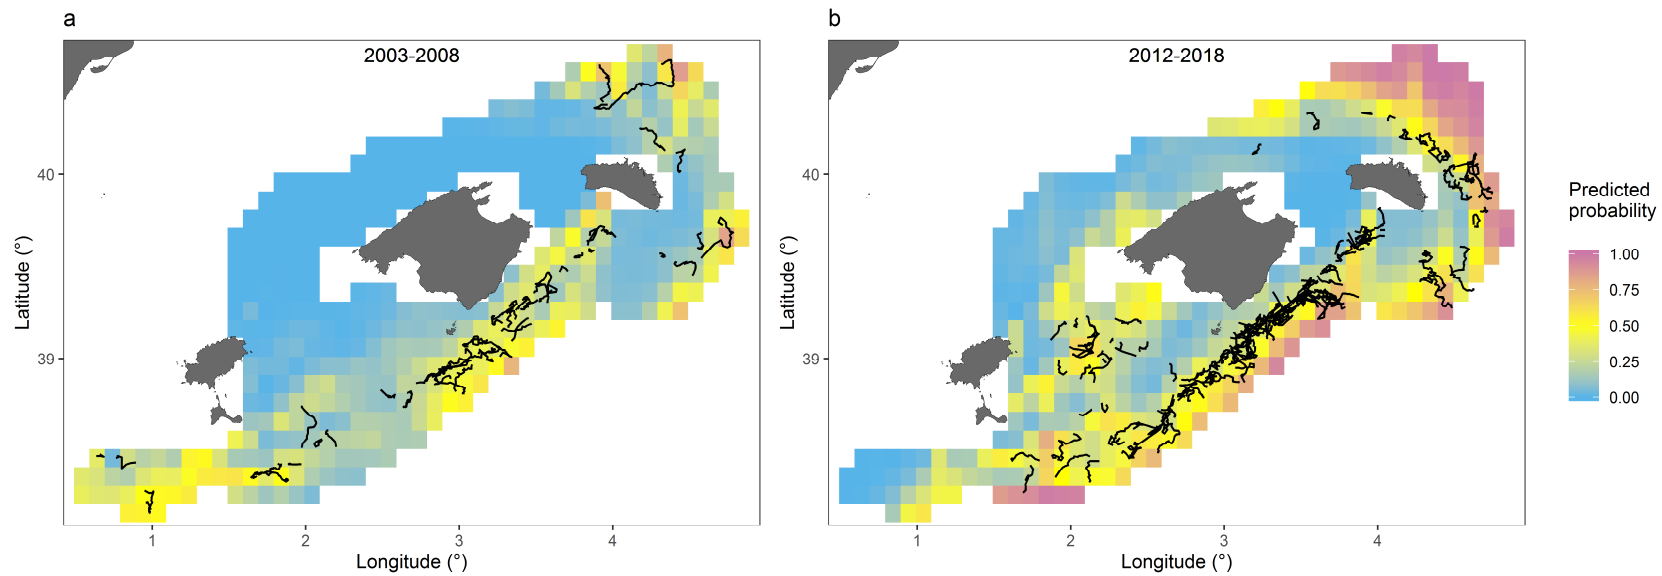 a
2003-2008
40
39
Latitude (°)
1
2
3
4
Longitude (°)
b
2012-2018
40
39
Latitude (°)
1
2
3
4
Longitude (°)
Predicted
probability
1.00
0.75
0.50
0.25
0.00